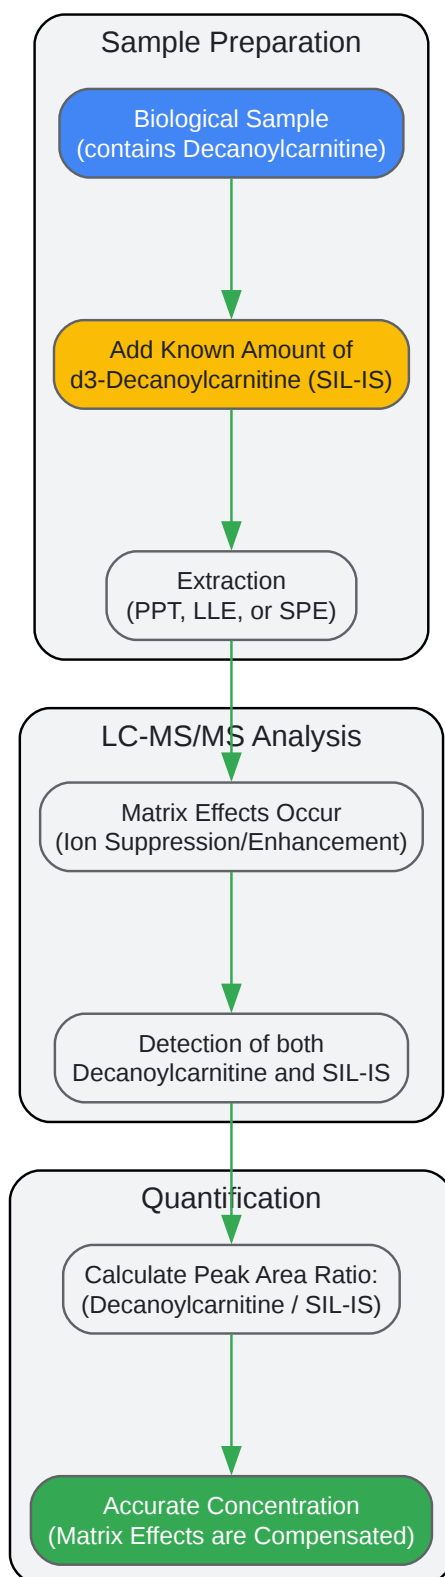 Sample Preparation
Biological Sample
(contains Decanoylcarnitine)
Add Known Amount of
d3-Decanoylcarnitine (SIL-IS)
Extraction
(PPT, LLE, or SPE)
LC-MS/MS Analysis
Matrix Effects Occur
(Ion Suppression/Enhancement)
Detection of both
Decanoylcarnitine and SIL-IS
Quantification
Calculate Peak Area Ratio:
(Decanoylcarnitine / SIL-IS)
Accurate Concentration
(Matrix Effects are Compensated)